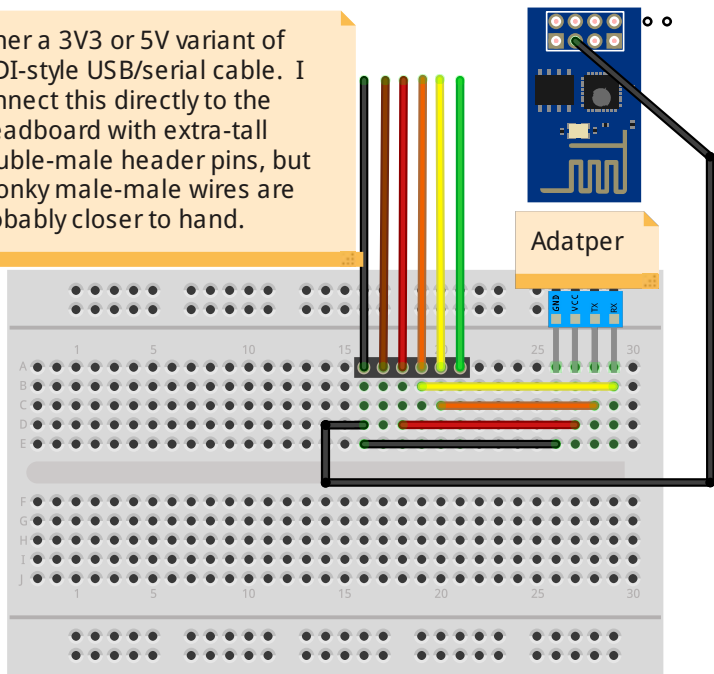 her a 3V3 or 5V variant of
DI-style USB/serial cable. I
nnect this directly to the
eadboard with extra-tall
uble-male header pins, but
onky male-male wires are
obably closer to hand.
Adatper
GND VCC TX RX
1 5 10 15 20 25 30
A
B
C
D
E
F
G
H
I
J
1 5 10 15 20 25 30